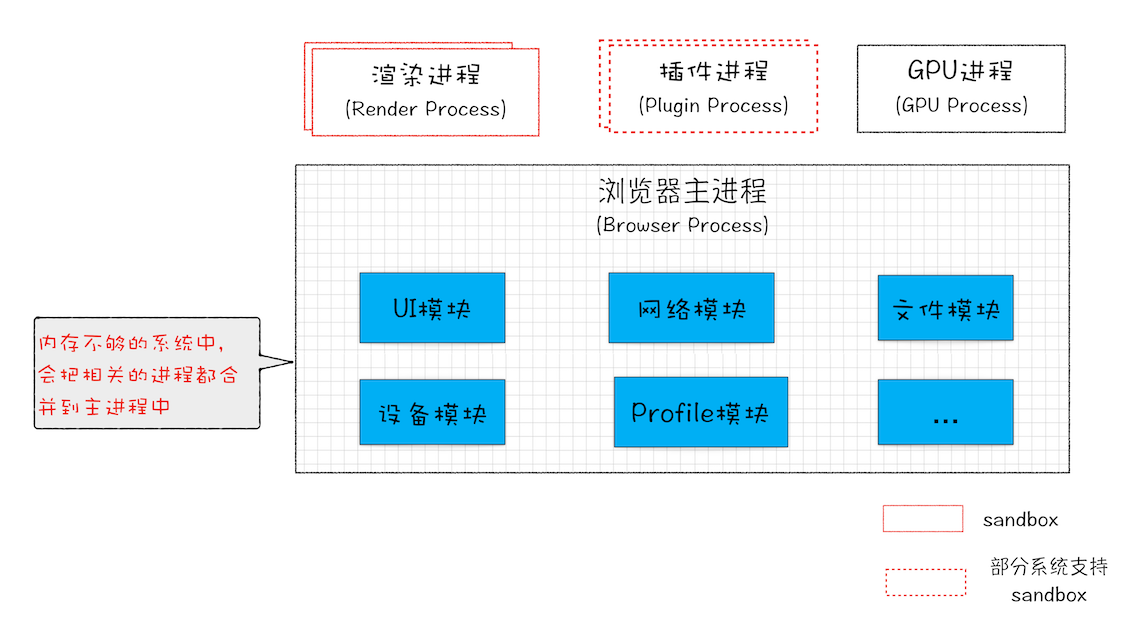 渲染进程
(Render Process)
插件进程
(Plugin Process)
GPU进程
(GPU Process)
浏览器主进程
(Browser Process)
UI模块
网络模块
文件模块
设备模块
Profile模块
...
内存不够的系统中，
会把相关的进程都合
并到主进程中
sandbox
部分系统支持
sandbox